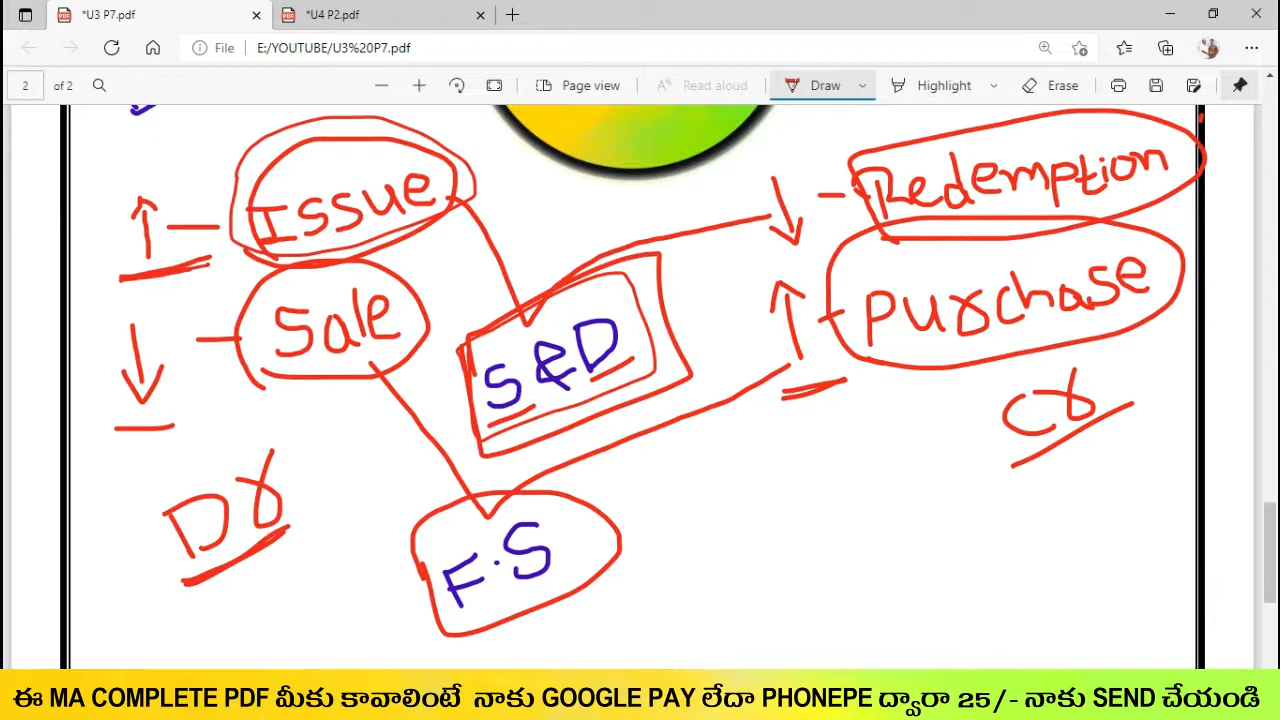 *U3 P7.pdf
*U4 P2.pdf
File E:/YOUTUBE/U3%20P7.pdf
2 of 2 Page view Read aloud Draw Highlight Erase
Issue
Redemption
Sale
Purchase
S&D
Cr
Dr
F.S
ఈ MA COMPLETE PDF మీకు కావాలింటే నాకు GOOGLE PAY లేదా PHONEPE ద్వారా 25/- నాకు SEND చేయండి